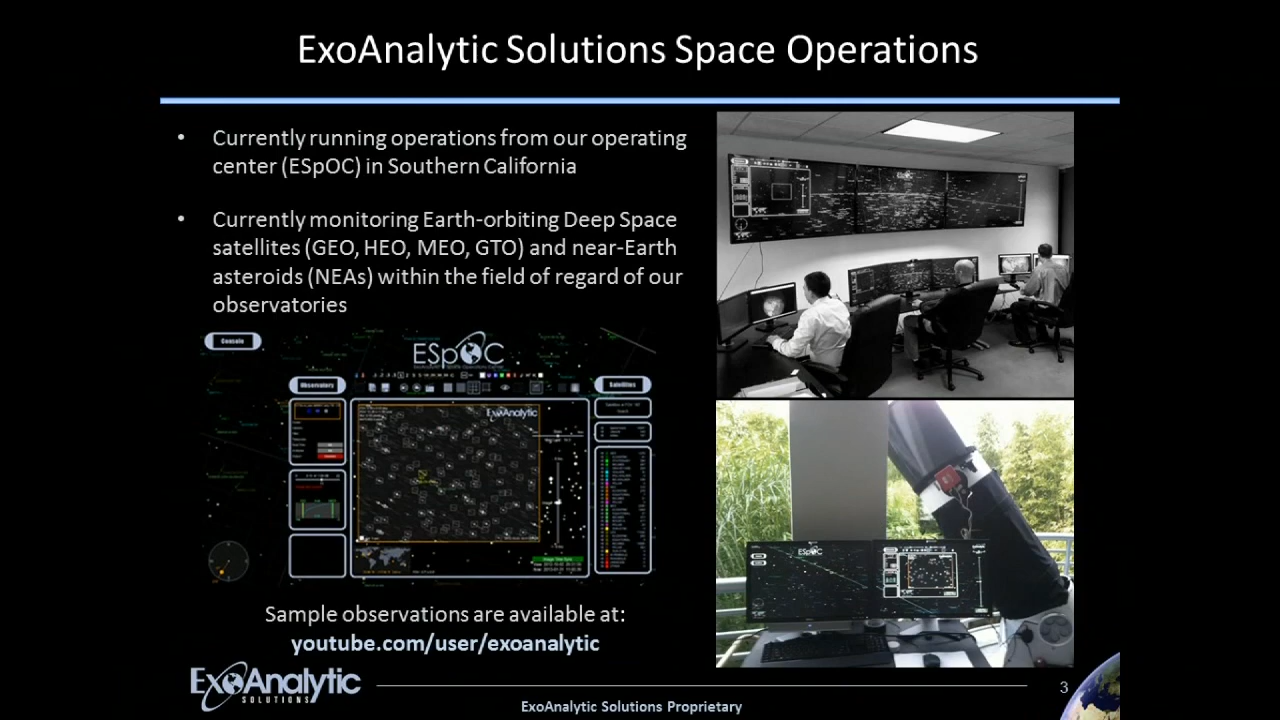 ExoAnalytic Solutions Space Operations
• Currently running operations from our operating
center (ESpOC) in Southern California
• Currently monitoring Earth-orbiting Deep Space
satellites (GEO, HEO, MEO, GTO) and near-Earth
asteroids (NEAs) within the field of regard of our
observatories
ESpOC
Console
ESpOC
Observatory
Satellites
ExoAnalytic
ESpOC
Sample observations are available at:
youtube.com/user/exoanalytic
ExoAnalytic
SOLUTIONS
3
ExoAnalytic Solutions Proprietary